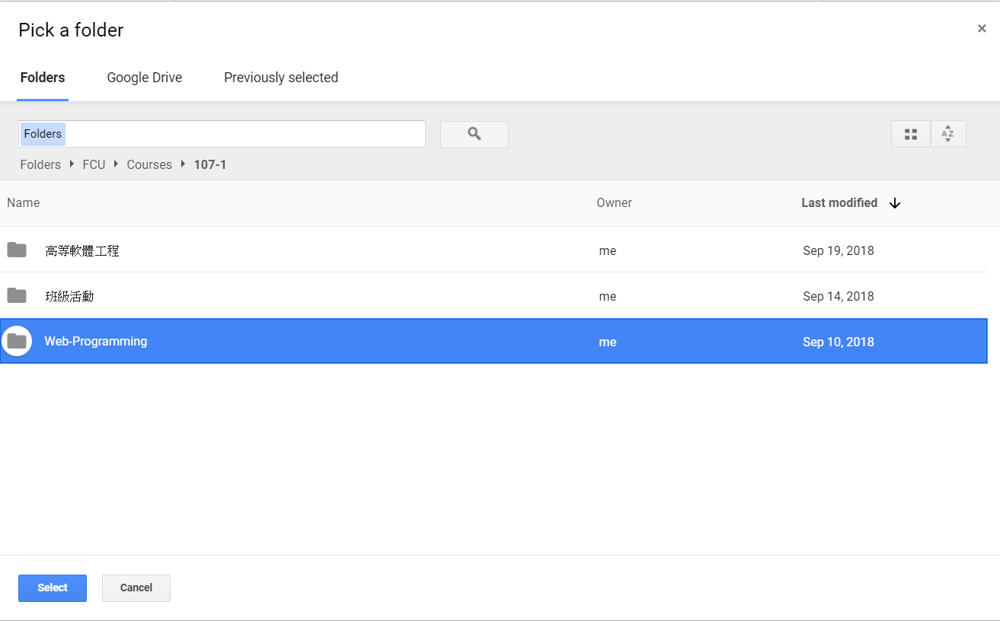 Pick a folder
Folders Google Drive Previously selected
Folders
A Z
Folders FCU Courses 107-1
Name Owner Last modified
高等軟體工程 me Sep 19, 2018
班級活動 me Sep 14, 2018
Web-Programming me Sep 10, 2018
Select Cancel